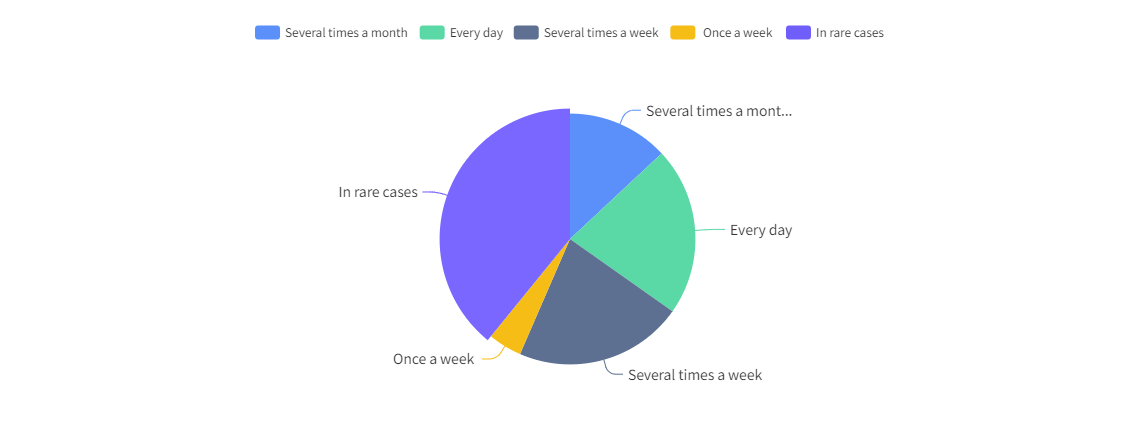 Several times a month
Every day
Several times a week
Once a week
In rare cases
Several times a mont...
In rare cases
Every day
Once a week
Several times a week